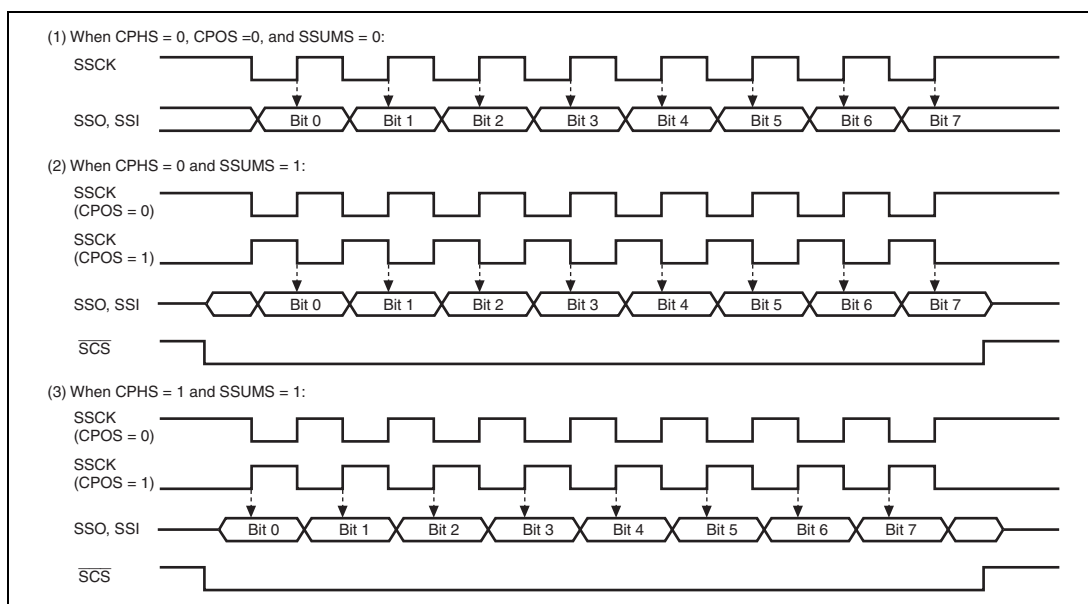 (1) When CPHS = 0, CPOS =0, and SSUMS = 0:
SSCK
SSO, SSI
Bit 0 Bit 1 Bit 2 Bit 3 Bit 4 Bit 5 Bit 6 Bit 7
(2) When CPHS = 0 and SSUMS = 1:
SSCK
(CPOS = 0)
SSCK
(CPOS = 1)
SSO, SSI
Bit 0 Bit 1 Bit 2 Bit 3 Bit 4 Bit 5 Bit 6 Bit 7
SCS
(3) When CPHS = 1 and SSUMS = 1:
SSCK
(CPOS = 0)
SSCK
(CPOS = 1)
SSO, SSI
Bit 0 Bit 1 Bit 2 Bit 3 Bit 4 Bit 5 Bit 6 Bit 7
SCS